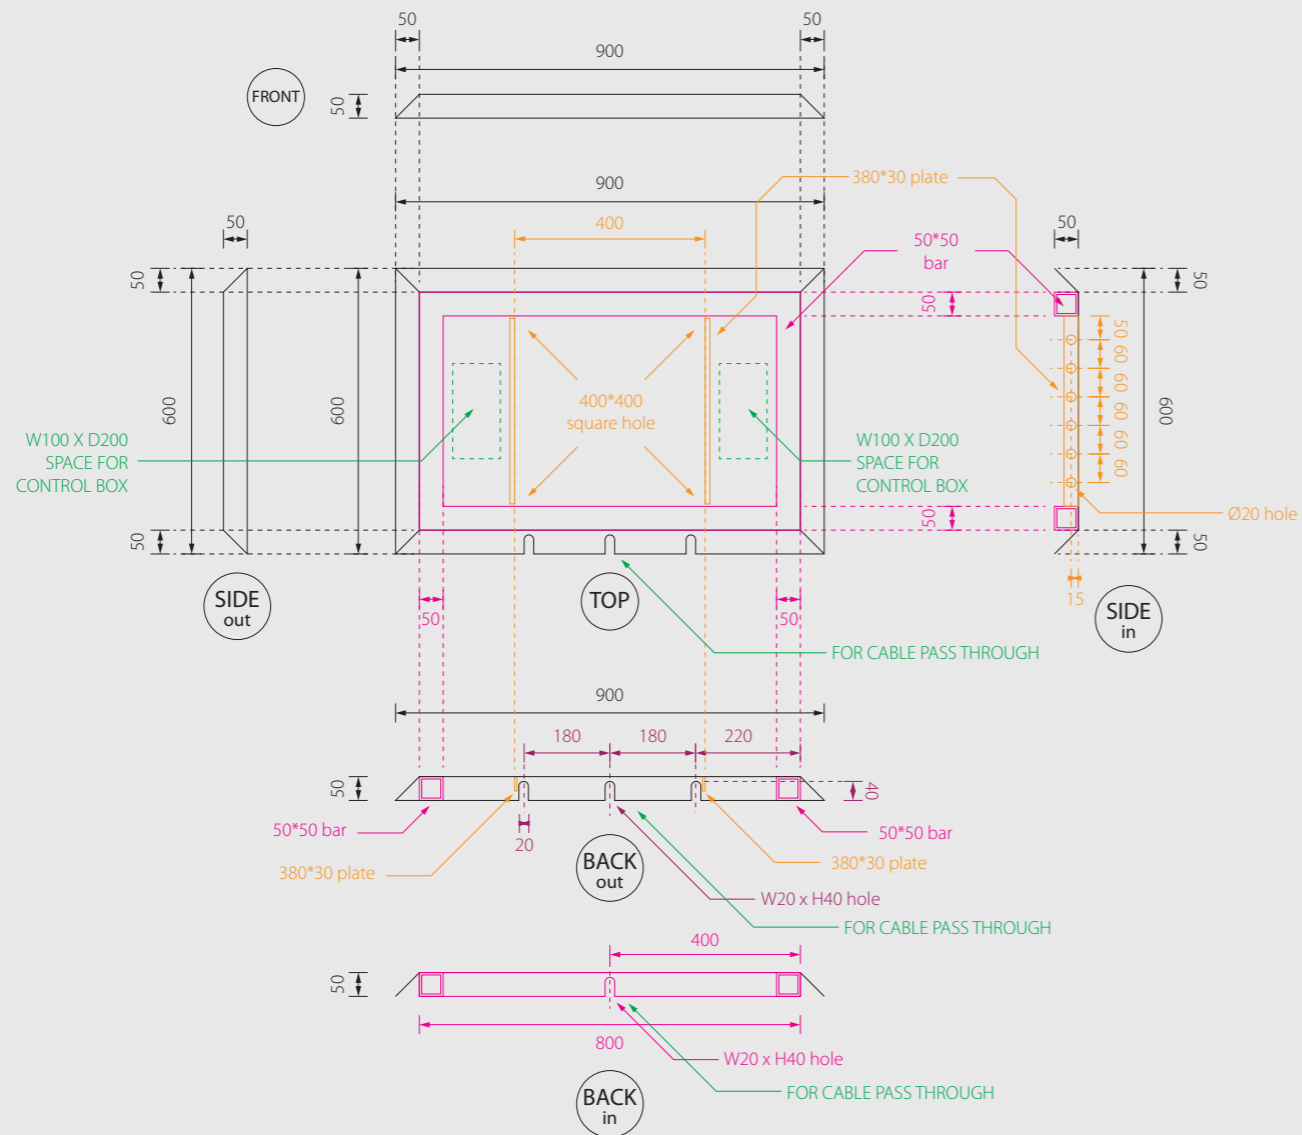 50
50
900
FRONT
50
900
380*30 plate
400
50
50
50*50
bar
50
50
50
50
60
60
60
60
60
600
600
600
400*400
square hole
W100 X D200
SPACE FOR
CONTROL BOX
W100 X D200
SPACE FOR
CONTROL BOX
Ø20 hole
50
50
50
50
SIDE
out
TOP
50
50
15
SIDE
in
FOR CABLE PASS THROUGH
900
180
180
220
50
40
50*50 bar
20
50*50 bar
380*30 plate
BACK
out
380*30 plate
W20 x H40 hole
FOR CABLE PASS THROUGH
400
50
800
W20 x H40 hole
FOR CABLE PASS THROUGH
BACK
in